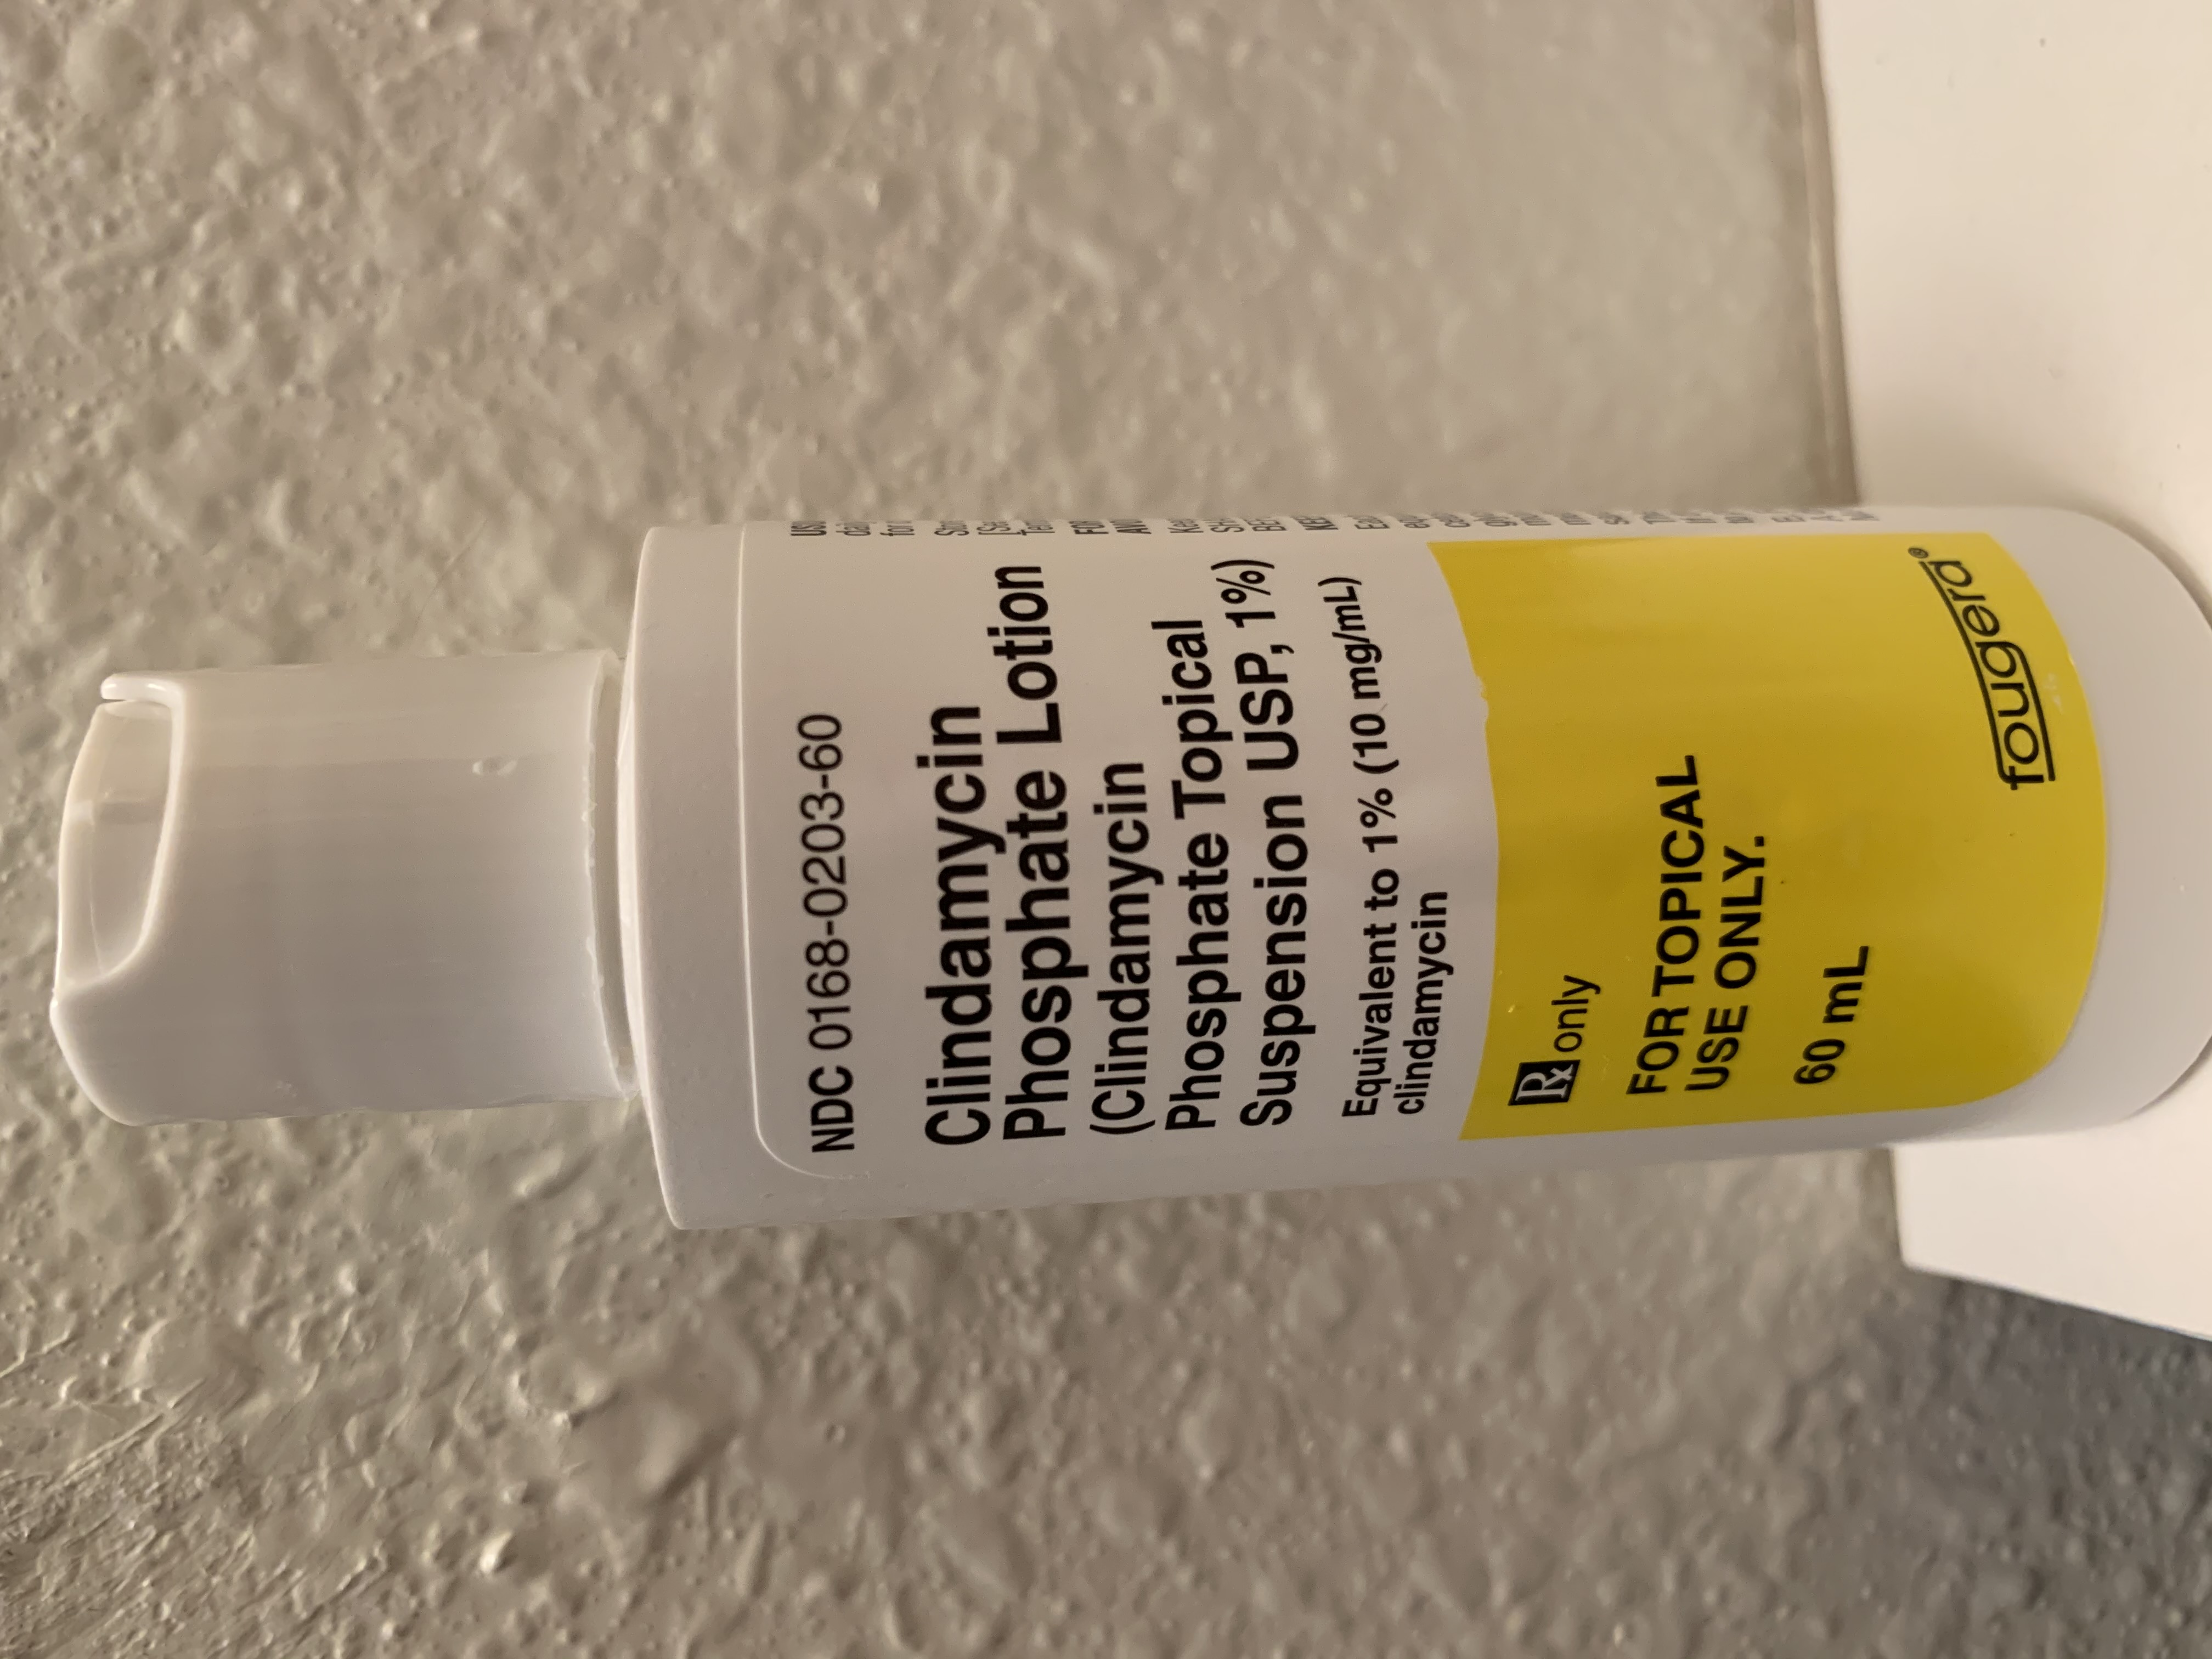 NDC 0168-0203-60
Clindamycin
Phosphate Lotion
(Clindamycin
Phosphate Topical
Suspension USP, 1%)
Equivalent to 1% (10 mg/mL)
clindamycin
Rx only
FOR TOPICAL
USE ONLY.
60 mL
fougera®